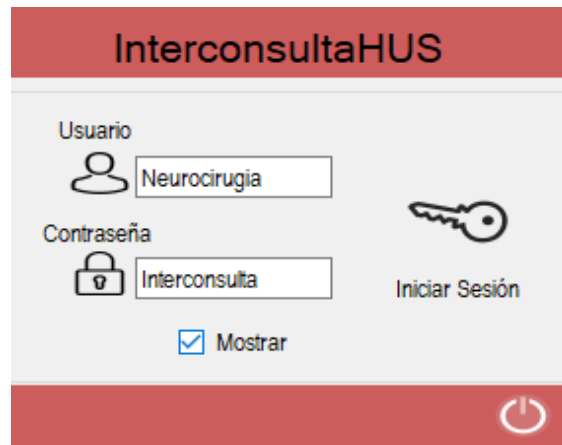 InterconsultaHUS
Usuario
Neurocirugia
Contraseña
Interconsulta
Iniciar Sesión
Mostrar